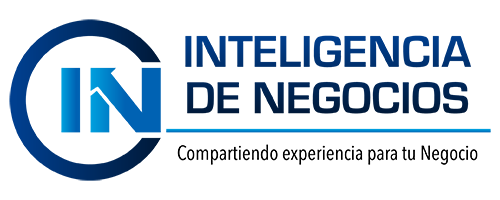 IN
INTELIGENCIA
DE NEGOCIOS
Compartiendo experiencia para tu Negocio